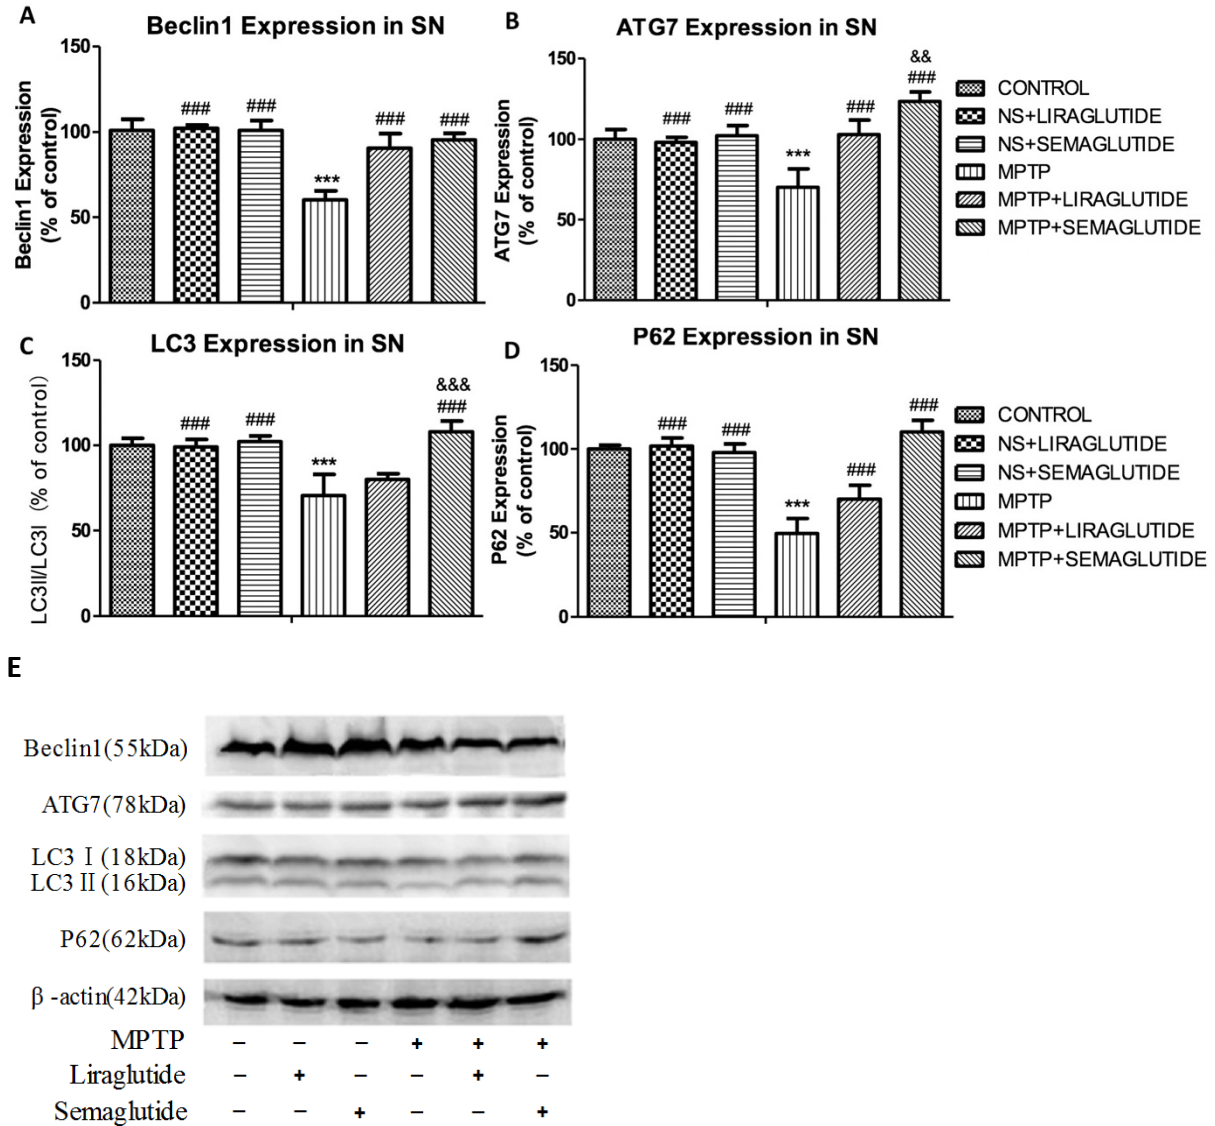 A
Beclin1 Expression in SN
Beclin1 Expression
(% of control)
150
100
50
0
###
###
***
###
###
B
ATG7 Expression in SN
ATG7 Expression
(% of control)
150
100
50
0
###
###
***
###
&&
###
CONTROL
NS+LIRAGLUTIDE
NS+SEMAGLUTIDE
MPTP
MPTP+LIRAGLUTIDE
MPTP+SEMAGLUTIDE
C
LC3 Expression in SN
LC3II/LC3I (% of control)
150
100
50
0
###
###
***
&&&
###
D
P62 Expression in SN
P62 Expression
(% of control)
150
100
50
0
###
###
***
###
###
CONTROL
NS+LIRAGLUTIDE
NS+SEMAGLUTIDE
MPTP
MPTP+LIRAGLUTIDE
MPTP+SEMAGLUTIDE
E
Beclin1(55kDa)
ATG7(78kDa)
LC3Ⅰ(18kDa)
LC3Ⅱ(16kDa)
P62(62kDa)
β-actin(42kDa)
MPTP − − − + + +
Liraglutide − + − − + −
Semaglutide − − + − − +